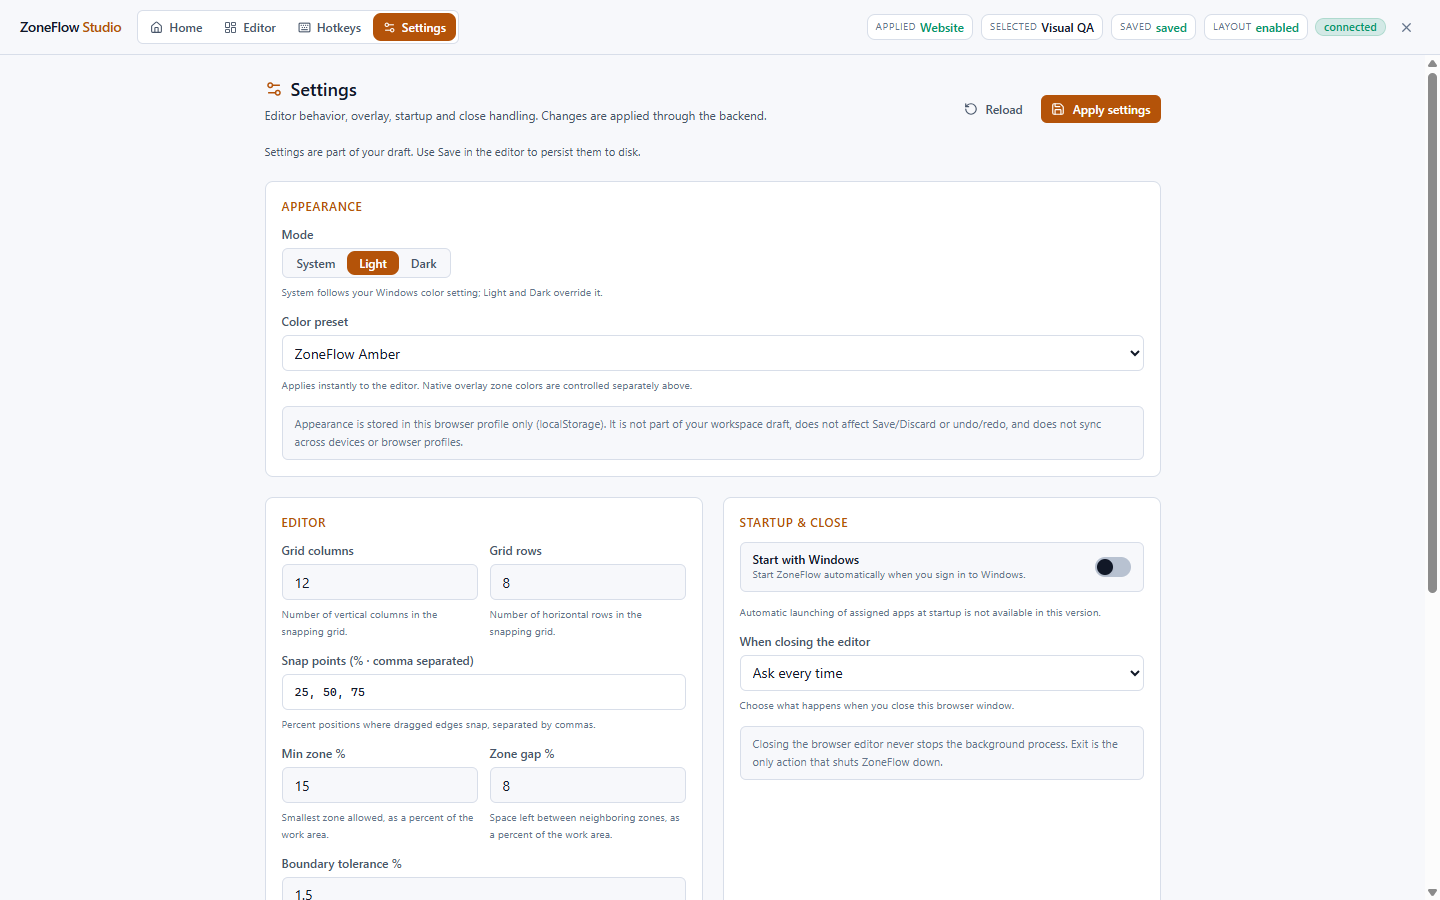 ZoneFlow Studio
Home
Editor
Hotkeys
Settings
APPLIED Website
SELECTED Visual QA
SAVED saved
LAYOUT enabled
connected
Settings
Editor behavior, overlay, startup and close handling. Changes are applied through the backend.
Reload
Apply settings
Settings are part of your draft. Use Save in the editor to persist them to disk.
APPEARANCE
Mode
System
Light
Dark
System follows your Windows color setting; Light and Dark override it.
Color preset
ZoneFlow Amber
Applies instantly to the editor. Native overlay zone colors are controlled separately above.
Appearance is stored in this browser profile only (localStorage). It is not part of your workspace draft, does not affect Save/Discard or undo/redo, and does not sync
across devices or browser profiles.
EDITOR
Grid columns
Grid rows
12
8
Number of vertical columns in the
snapping grid.
Number of horizontal rows in the
snapping grid.
Snap points (% · comma separated)
25, 50, 75
Percent positions where dragged edges snap, separated by commas.
Min zone %
Zone gap %
15
8
Smallest zone allowed, as a percent of the
work area.
Space left between neighboring zones, as
a percent of the work area.
Boundary tolerance %
1.5
STARTUP & CLOSE
Start with Windows
Start ZoneFlow automatically when you sign in to Windows.
Automatic launching of assigned apps at startup is not available in this version.
When closing the editor
Ask every time
Choose what happens when you close this browser window.
Closing the browser editor never stops the background process. Exit is the
only action that shuts ZoneFlow down.